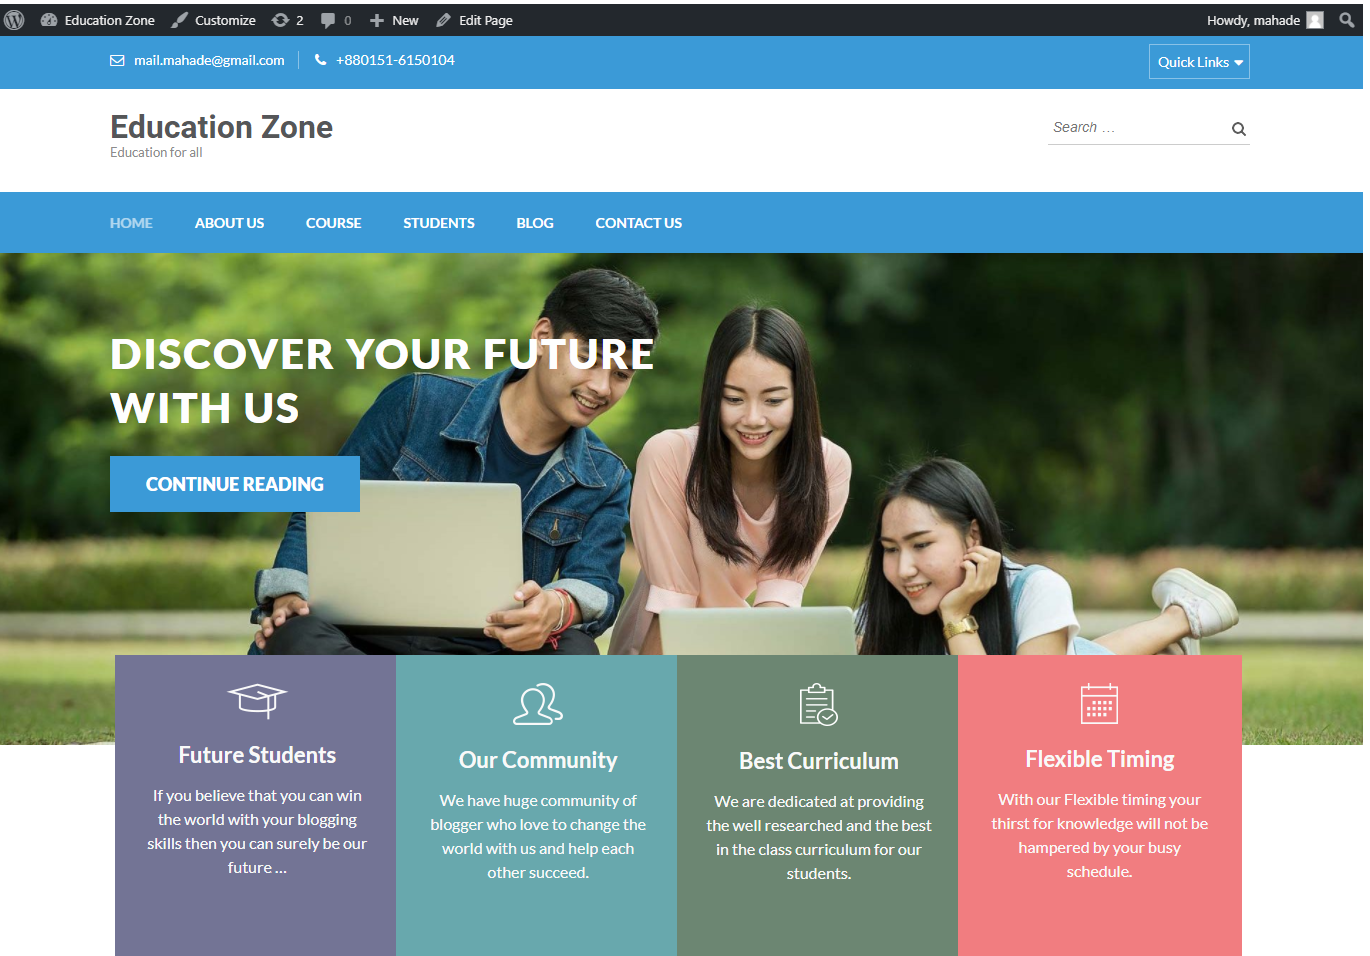 Education Zone Customize 2 0 New Edit Page Howdy, mahade
mail.mahade@gmail.com +880151-6150104 Quick Links
Education Zone
Education for all
Search ...
HOME ABOUT US COURSE STUDENTS BLOG CONTACT US
DISCOVER YOUR FUTURE
WITH US
CONTINUE READING
Future Students
If you believe that you can win
the world with your blogging
skills then you can surely be our
future ...
Our Community
We have huge community of
blogger who love to change the
world with us and help each
other succeed.
Best Curriculum
We are dedicated at providing
the well researched and the best
in the class curriculum for our
students.
Flexible Timing
With our Flexible timing your
thirst for knowledge will not be
hampered by your busy
schedule.